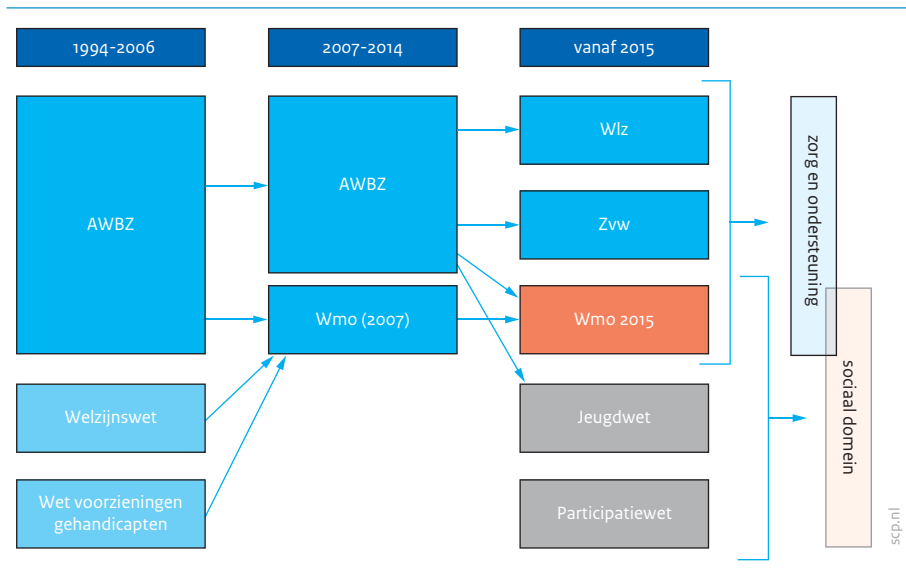 1994-2006
2007-2014
vanaf 2015
AWBZ
AWBZ
Wmo (2007)
Welzijnswet
Wet voorzieningen
gehandicapten
Wlz
Zvw
Wmo 2015
Jeugdwet
Participatiewet
zorg en ondersteuning
sociaal domein
scp.nl